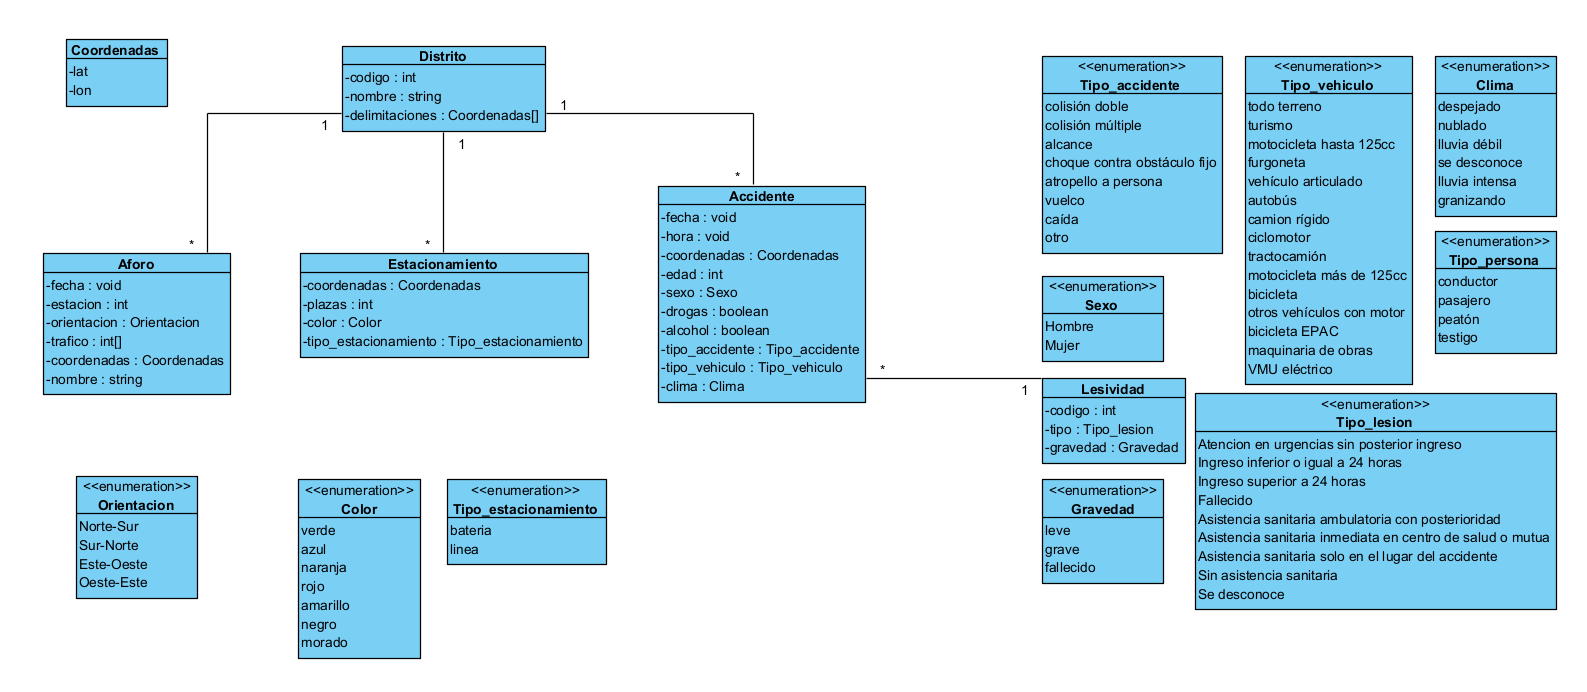 Coordenadas
-lat
-lon
Distrito
-codigo : int
-nombre : string
-delimitaciones : Coordenadas[]
1
1
1
*
*
*
Aforo
-fecha : void
-estacion : int
-orientacion : Orientacion
-trafico : int[]
-coordenadas : Coordenadas
-nombre : string
Estacionamiento
-coordenadas : Coordenadas
-plazas : int
-color : Color
-tipo_estacionamiento : Tipo_estacionamiento
Accidente
-fecha : void
-hora : void
-coordenadas : Coordenadas
-edad : int
-sexo : Sexo
-drogas : boolean
-alcohol : boolean
-tipo_accidente : Tipo_accidente
-tipo_vehiculo : Tipo_vehiculo
-clima : Clima
*
1
<<enumeration>>
Tipo_accidente
colisión doble
colisión múltiple
alcance
choque contra obstáculo fijo
atropello a persona
vuelco
caída
otro
<<enumeration>>
Tipo_vehiculo
todo terreno
turismo
motocicleta hasta 125cc
furgoneta
vehículo articulado
autobús
camion rígido
ciclomotor
tractocamión
motocicleta más de 125cc
bicicleta
otros vehículos con motor
bicicleta EPAC
maquinaria de obras
VMU eléctrico
<<enumeration>>
Clima
despejado
nublado
lluvia débil
se desconoce
lluvia intensa
granizando
<<enumeration>>
Tipo_persona
conductor
pasajero
peatón
testigo
<<enumeration>>
Sexo
Hombre
Mujer
Lesividad
-codigo : int
-tipo : Tipo_lesion
-gravedad : Gravedad
<<enumeration>>
Tipo_lesion
Atencion en urgencias sin posterior ingreso
Ingreso inferior o igual a 24 horas
Ingreso superior a 24 horas
Fallecido
Asistencia sanitaria ambulatoria con posterioridad
Asistencia sanitaria inmediata en centro de salud o mutua
Asistencia sanitaria solo en el lugar del accidente
Sin asistencia sanitaria
Se desconoce
<<enumeration>>
Gravedad
leve
grave
fallecido
<<enumeration>>
Orientacion
Norte-Sur
Sur-Norte
Este-Oeste
Oeste-Este
<<enumeration>>
Color
verde
azul
naranja
rojo
amarillo
negro
morado
<<enumeration>>
Tipo_estacionamiento
bateria
linea